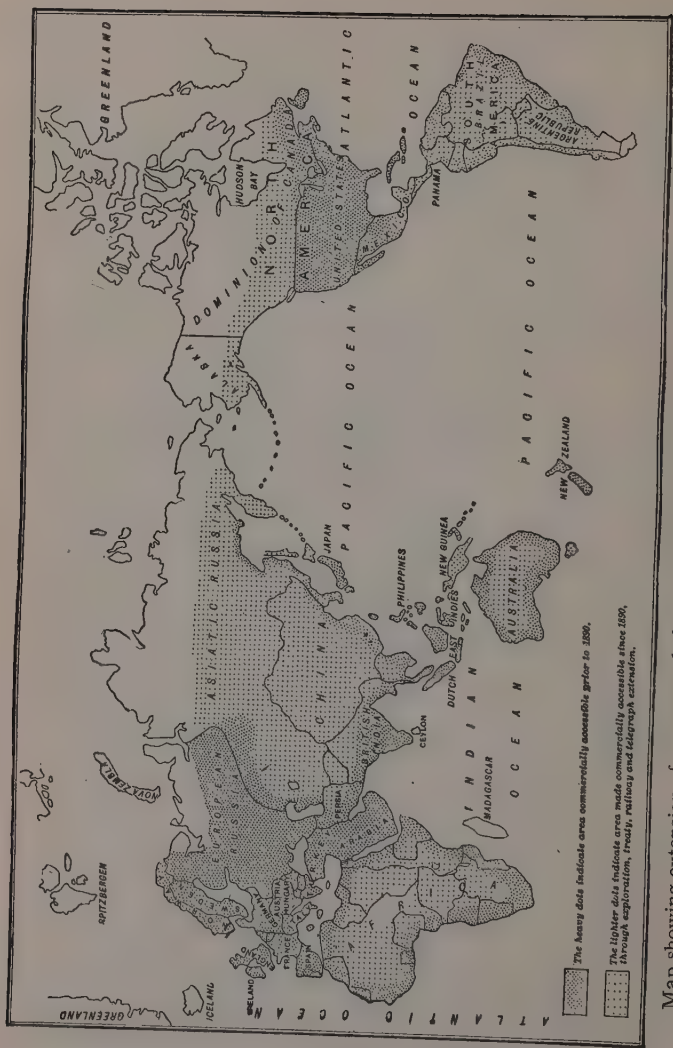 GREENLAND
SPITZBERGEN
NOVA ZEMBLA
ICELAND
ATLANTIC OCEAN
IRELAND
FRANCE
SPAIN
AUSTRIA
HUNGARY
EUROPEAN
RUSSIA
ASIATIC RUSSIA
PERSIA
ARABIA
AFRICA
BRITISH
INDIA
CEYLON
CHINA
JAPAN
PHILIPPINES
DUTCH EAST
INDIES
NEW GUINEA
AUSTRALIA
NEW
ZEALAND
MADAGASCAR
INDIAN
OCEAN
PACIFIC OCEAN
PACIFIC OCEAN
DOMINION OF CANADA
HUDSON
BAY
GREENLAND
NORTH
AMERICA
UNITED STATES
PANAMA
ATLANTIC
OCEAN
SOUTH
BRAZIL
AMERICA
ARGENTINE
REPUBLIC
The heavy dots indicate area commercially accessible prior to 1890.
The lighter dots indicate area made commercially accessible since 1890,
through exploration, treaty, railway and telegraph extension.
Map showing